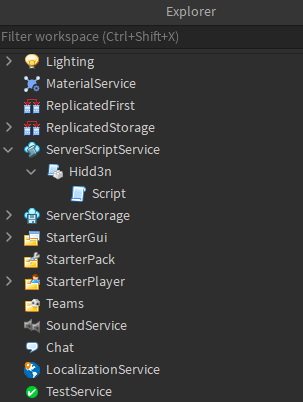 Explorer
Filter workspace (Ctrl+Shift+X)
Lighting
MaterialService
ReplicatedFirst
ReplicatedStorage
ServerScriptService
Hidd3n
Script
ServerStorage
StarterGui
StarterPack
StarterPlayer
Teams
SoundService
Chat
LocalizationService
TestService